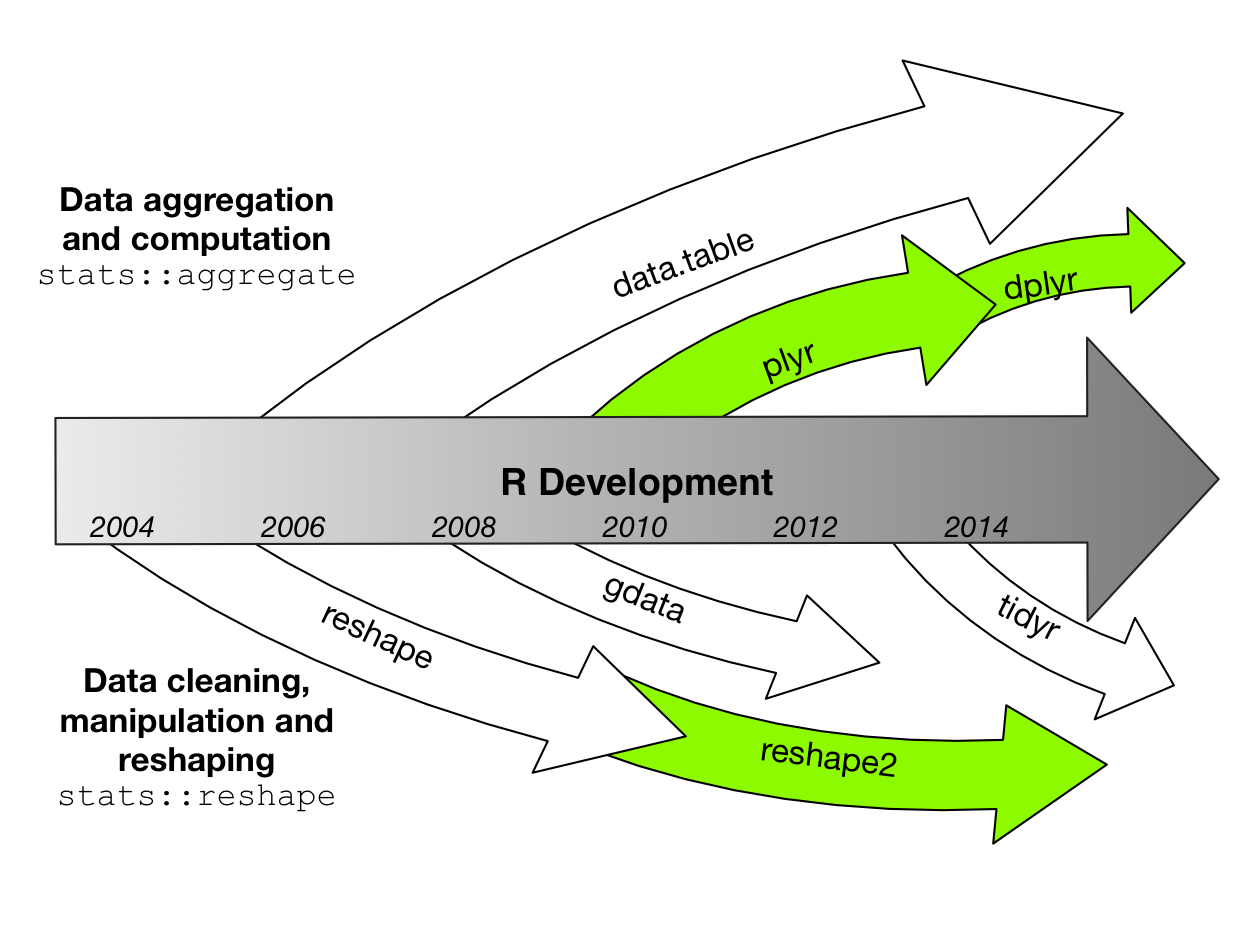 Data aggregation
and computation
stats::aggregate
data.table
plyr
dplyr
R Development
2004 2006 2008 2010 2012 2014
reshape
gdata
tidyr
Data cleaning,
manipulation and
reshaping
stats::reshape
reshape2